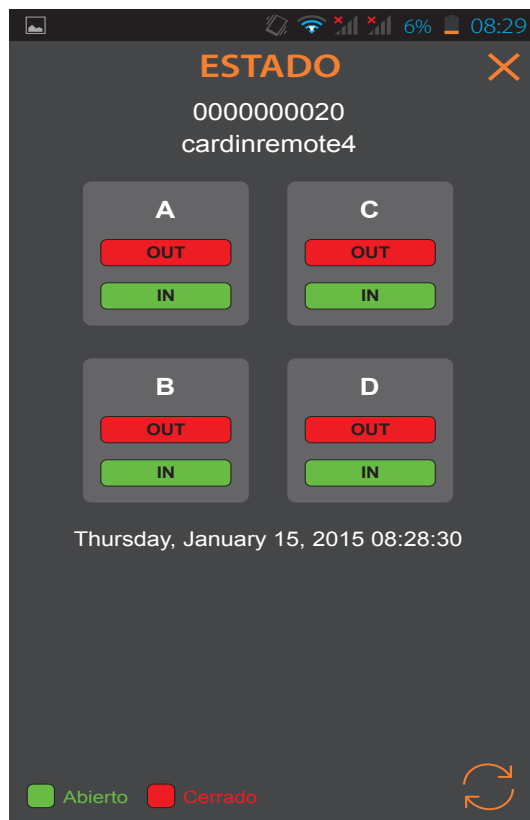 6% 08:29
ESTADO
0000000020
cardinremote4
A
OUT
IN
C
OUT
IN
B
OUT
IN
D
OUT
IN
Thursday, January 15, 2015 08:28:30
Abierto Cerrado